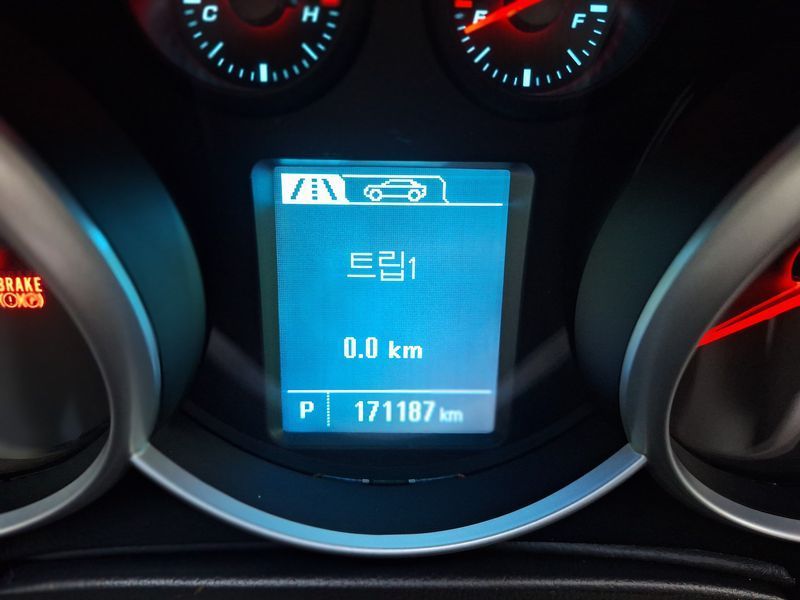 C H
E F
트립1
BRAKE
0.0 km
P 171187 km